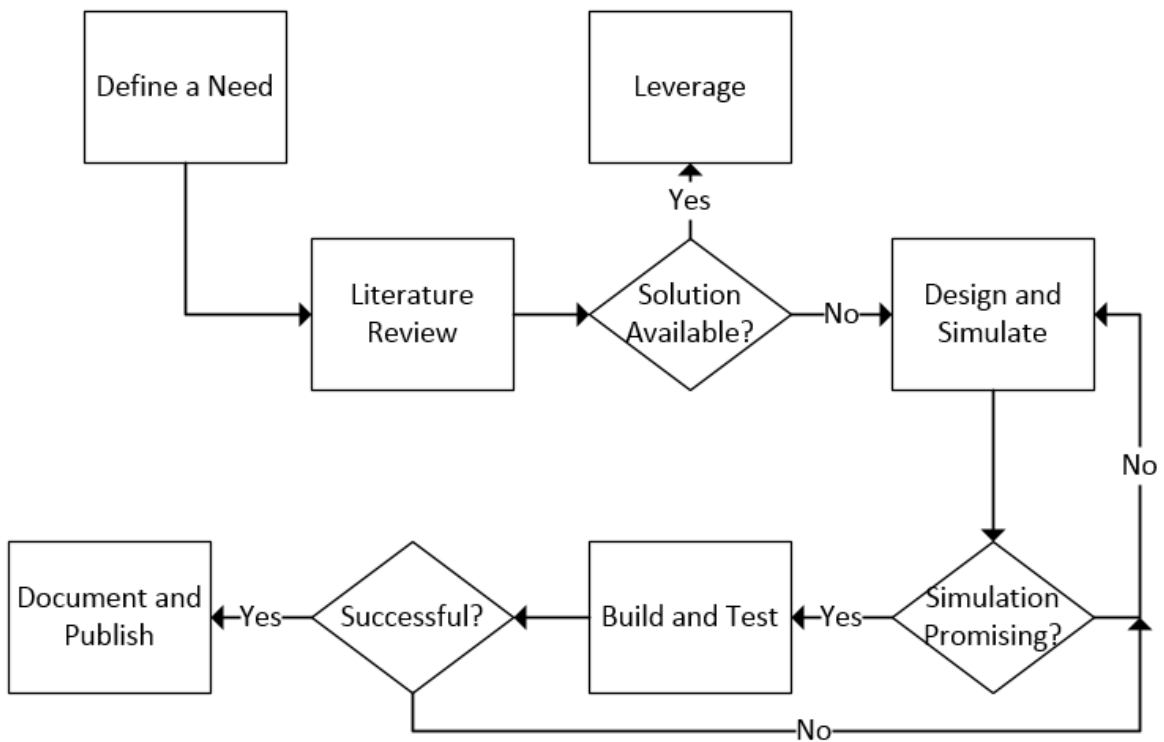 Define a Need
Leverage
Yes
Literature
Review
Solution
Available?
No
Design and
Simulate
No
Document and
Publish
Yes
Successful?
Build and Test
Yes
Simulation
Promising?
No